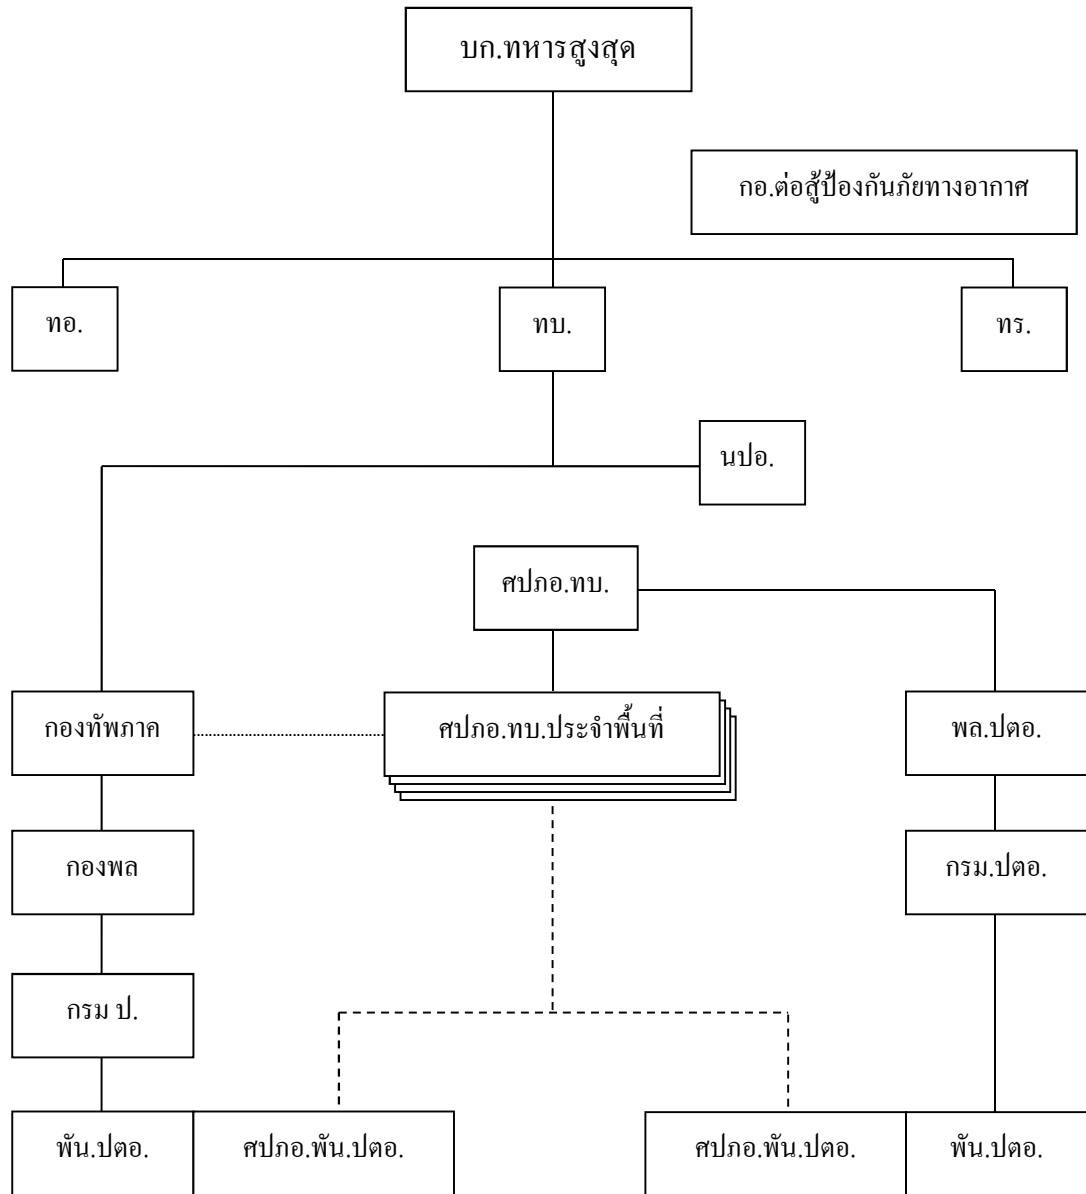 บก.ทหารสูงสุด
กอ.ต่อสู้ป้องกันภัยทางอากาศ
ทอ.
ทบ.
ทร.
นปอ.
ศปภอ.ทบ.
กองทัพภาค
ศปภอ.ทบ.ประจำพื้นที่
พล.ปตอ.
กองพล
กรม.ปตอ.
กรม ป.
พัน.ปตอ.
ศปภอ.พัน.ปตอ.
ศปภอ.พัน.ปตอ.
พัน.ปตอ.